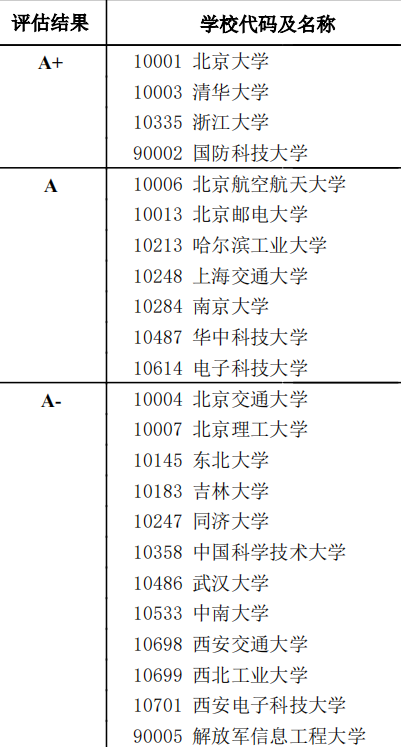 评估结果 学校代码及名称
A+ 10001 北京大学
10003 清华大学
10335 浙江大学
90002 国防科技大学
A 10006 北京航空航天大学
10013 北京邮电大学
10213 哈尔滨工业大学
10248 上海交通大学
10284 南京大学
10487 华中科技大学
10614 电子科技大学
A- 10004 北京交通大学
10007 北京理工大学
10145 东北大学
10183 吉林大学
10247 同济大学
10358 中国科学技术大学
10486 武汉大学
10533 中南大学
10698 西安交通大学
10699 西北工业大学
10701 西安电子科技大学
90005 解放军信息工程大学